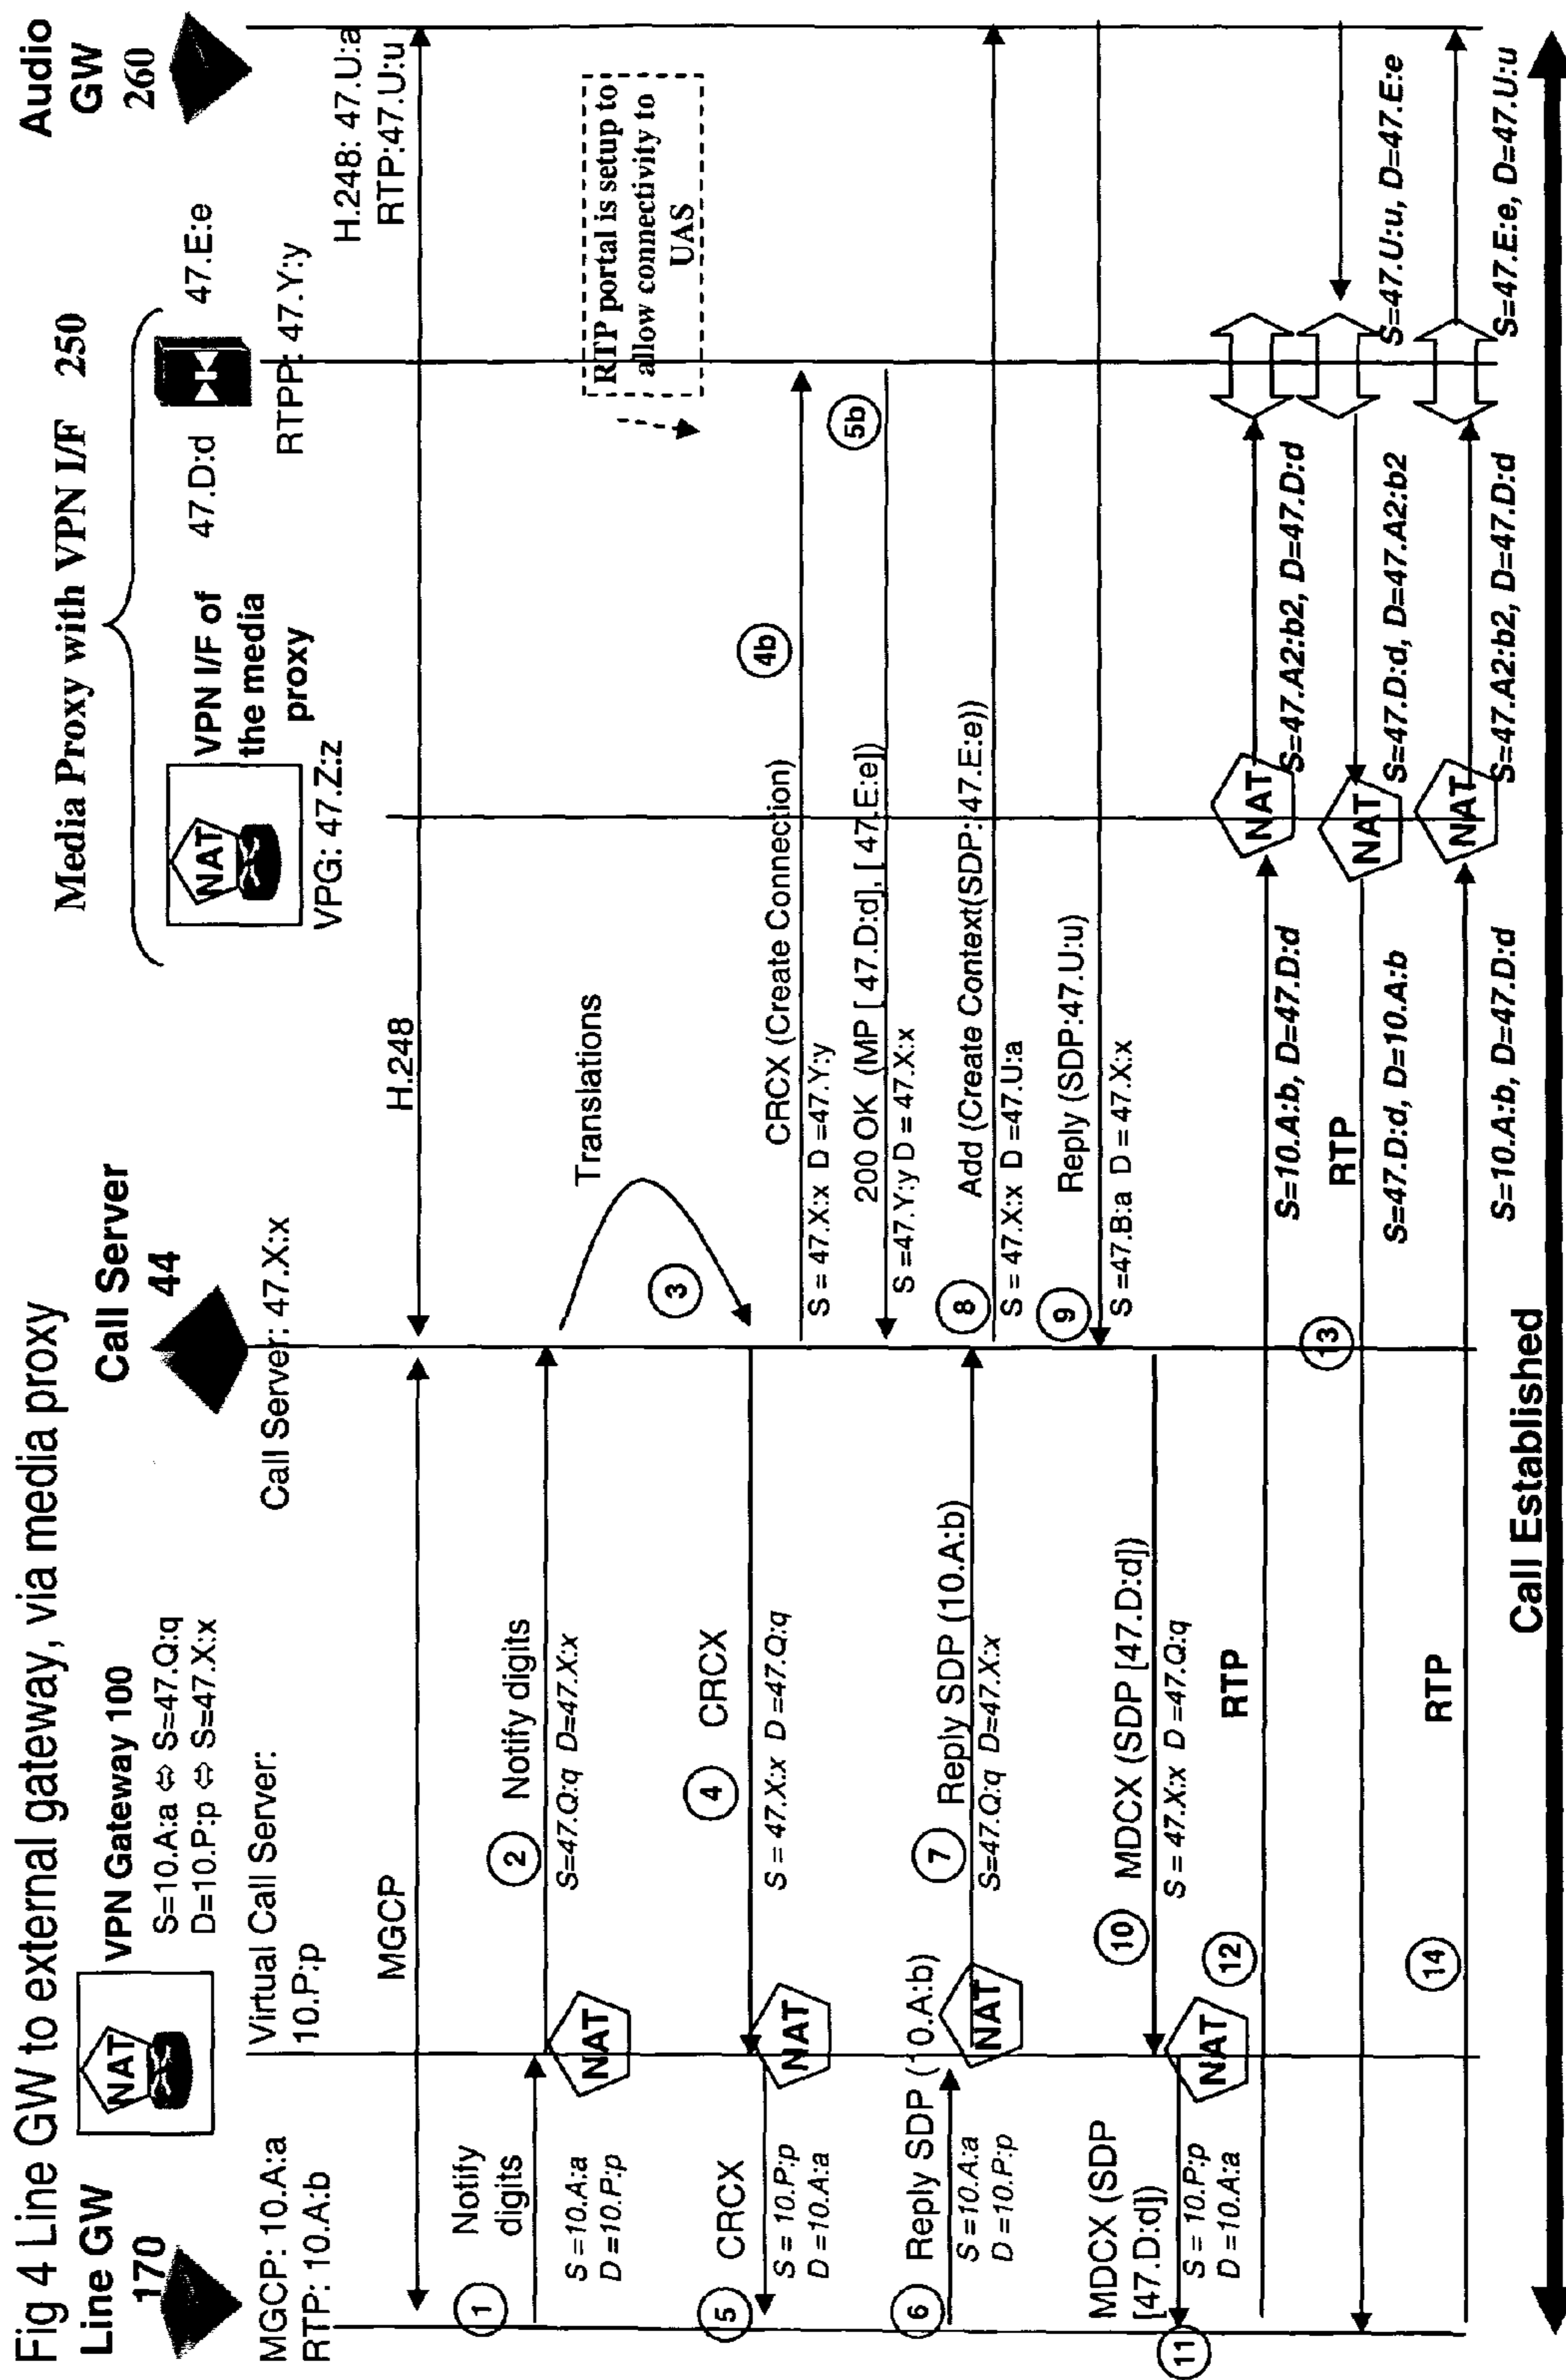 Fig 4 Line GW to external gateway, via media proxy
Line GW
170
MGCP: 10.A:a
RTP: 10.A:b
NAT
VPN Gateway 100
S=10.A:a ⇔ S=47.Q:q
D=10.P:p ⇔ S=47.X:x
Virtual Call Server:
10.P:p
Call Server
44
Call Server: 47.X:x
Media Proxy with VPN I/F 250
NAT
VPN I/F of
the media
proxy
VPG: 47.Z:z
47.D:d
47.E:e
RTPP: 47.Y:y
Audio
GW
260
H.248: 47.U:a
RTP:47.U:u
MGCP
H.248
1
Notify
digits
S =10.A:a
D =10.P:p
NAT
2
Notify digits
S=47.Q:q D=47.X:x
Translations
3
RTP portal is setup to
allow connectivity to
UAS
4
CRCX
S = 47.X:x D =47.Q:q
NAT
5
CRCX
S = 10.P:p
D =10.A:a
4b
CRCX (Create Connection)
S = 47.X:x D =47.Y:y
5b
200 OK (MP [ 47.D:d], [ 47.E:e])
S =47.Y:y D = 47.X:x
6
Reply SDP (10.A:b)
S =10.A:a
D =10.P:p
NAT
7
Reply SDP (10.A:b)
S=47.Q:q D=47.X:x
8
Add (Create Context(SDP:47.E:e))
S = 47.X:x D =47.U:a
9
Reply (SDP:47.U:u)
S =47.B:a D = 47.X:x
10
MDCX (SDP [47.D:d])
S = 47.X:x D =47.Q:q
NAT
11
MDCX (SDP
[47.D:d])
S = 10.P:p
D =10.A:a
12
RTP
S=10.A:b, D=47.D:d
NAT
S=47.A2:b2, D=47.D:d
13
RTP
S=47.D:d, D=10.A:b
NAT
S=47.D:d, D=47.A2:b2
S=47.U:u, D=47.E:e
14
RTP
S=10.A:b, D=47.D:d
NAT
S=47.A2:b2, D=47.D:d
S=47.E:e, D=47.U:u
Call Established